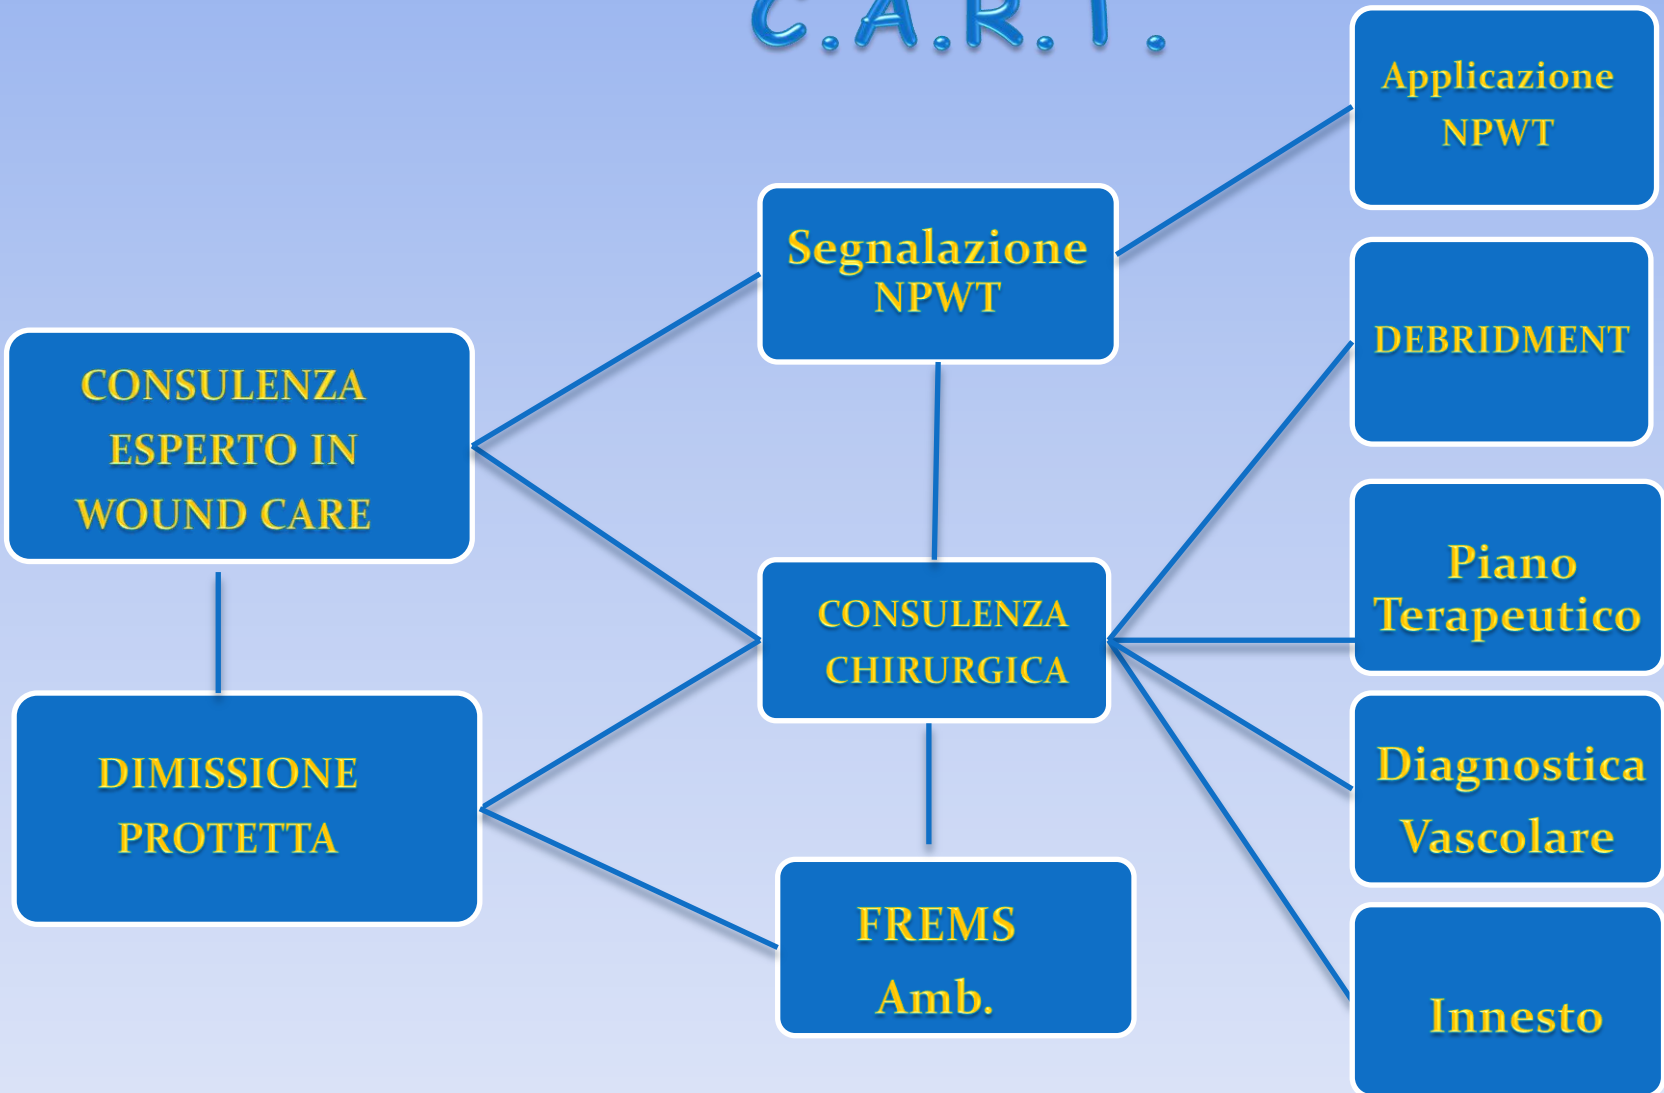 C.A.R.T.
Applicazione
NPWT
Segnalazione
NPWT
DEBRIDMENT
CONSULENZA
ESPERTO IN
WOUND CARE
Piano
Terapeutico
CONSULENZA
CHIRURGICA
DIMISSIONE
PROTETTA
Diagnostica
Vascolare
FREMS
Amb.
Innesto